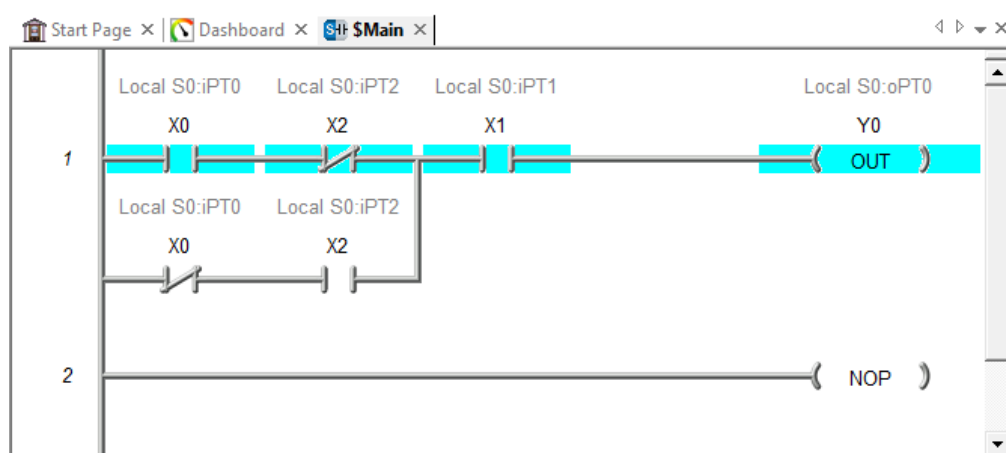 Start Page Dashboard $Main
Local S0:iPT0 Local S0:iPT2 Local S0:iPT1 Local S0:oPT0
X0 X2 X1 Y0
1 OUT
Local S0:iPT0 Local S0:iPT2
X0 X2
2 NOP